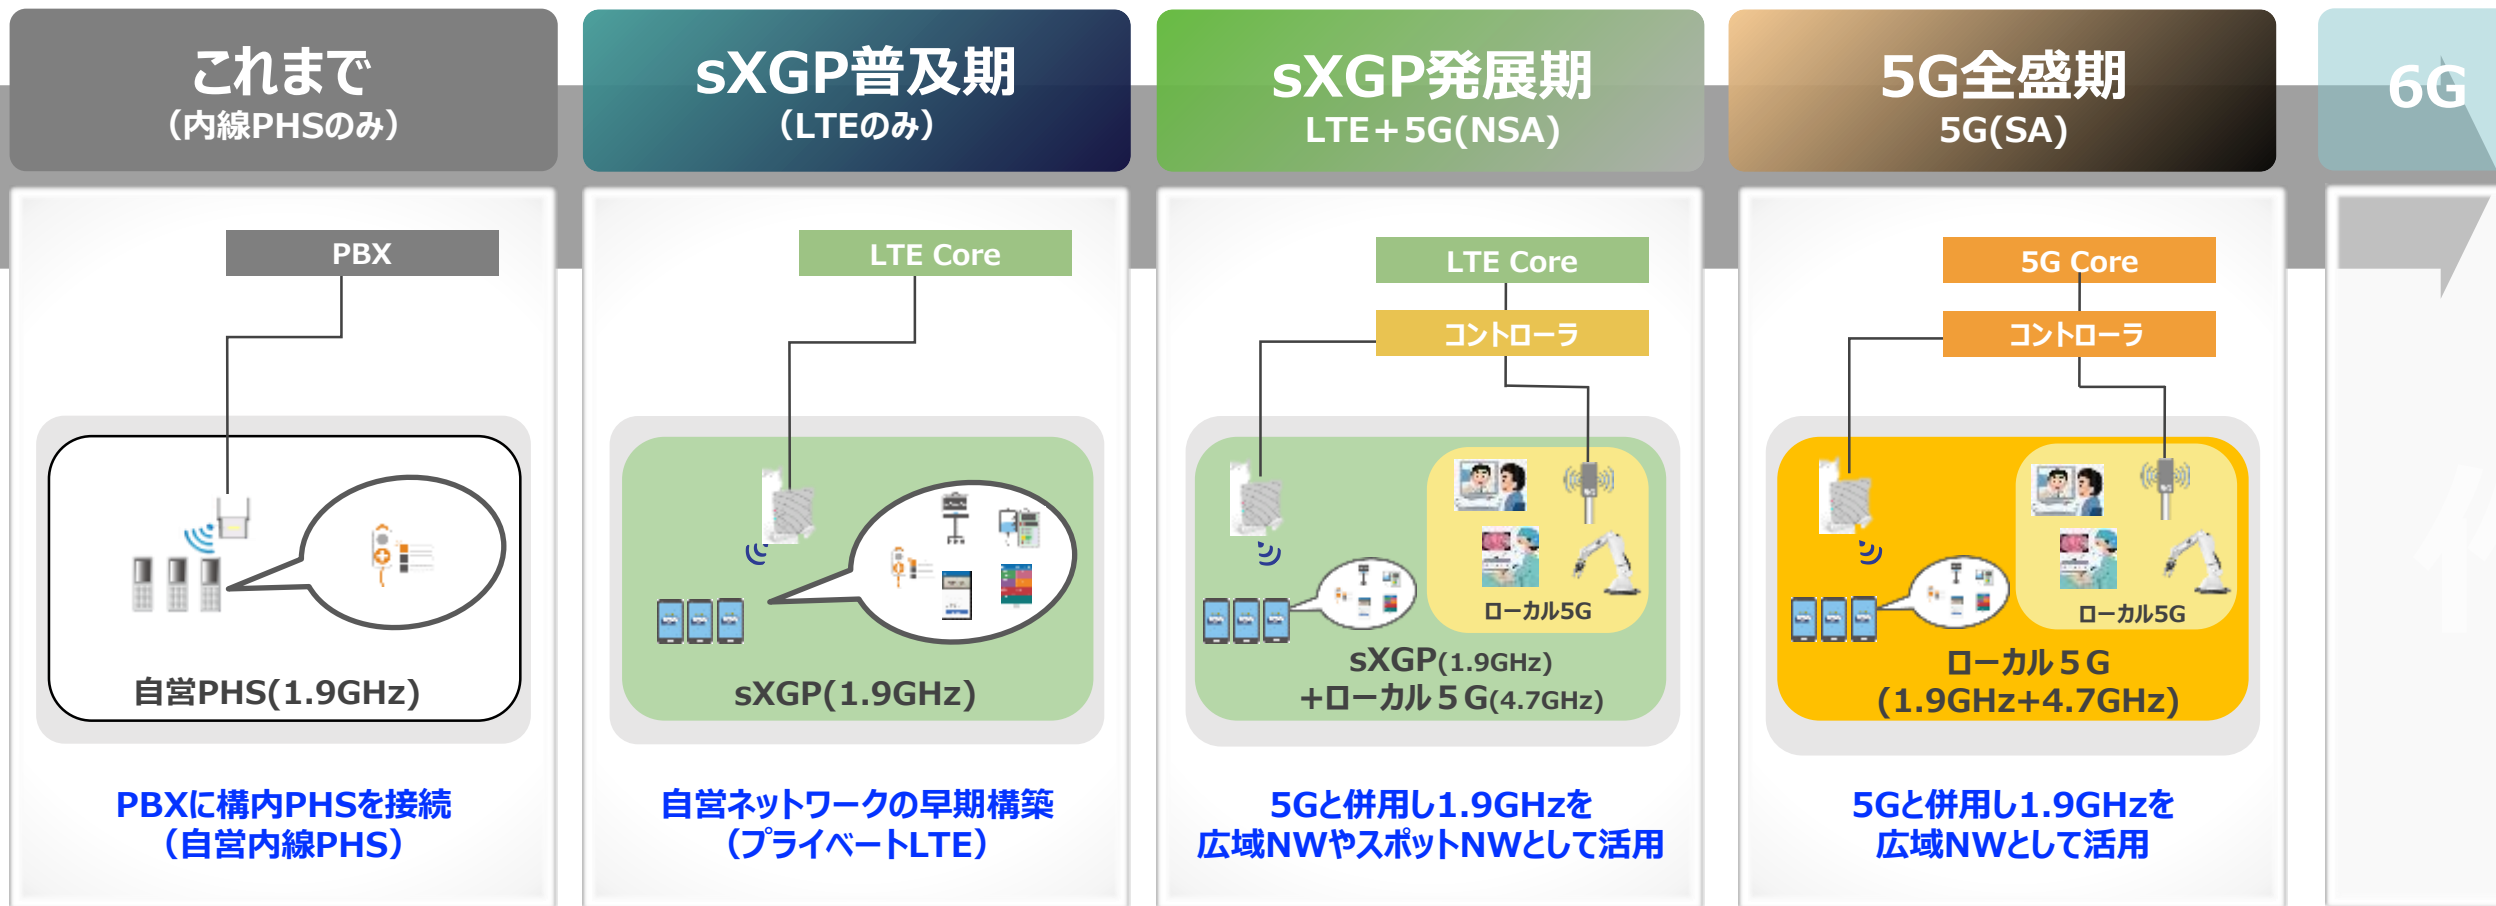 これまで
（内線PHSのみ）
PBX
自営PHS(1.9GHz)
PBXに構内PHSを接続
（自営内線PHS）
sXGP普及期
（LTEのみ）
LTE Core
sXGP(1.9GHz)
自営ネットワークの早期構築
（プライベートLTE）
sXGP発展期
LTE＋5G(NSA)
LTE Core
コントローラ
ローカル5G
sXGP(1.9GHz)
+ローカル５G(4.7GHz)
5Gと併用し1.9GHzを
広域NWやスポットNWとして活用
5G全盛期
5G(SA)
5G Core
コントローラ
ローカル5G
ローカル５G
(1.9GHz+4.7GHz)
5Gと併用し1.9GHzを
広域NWとして活用
6G